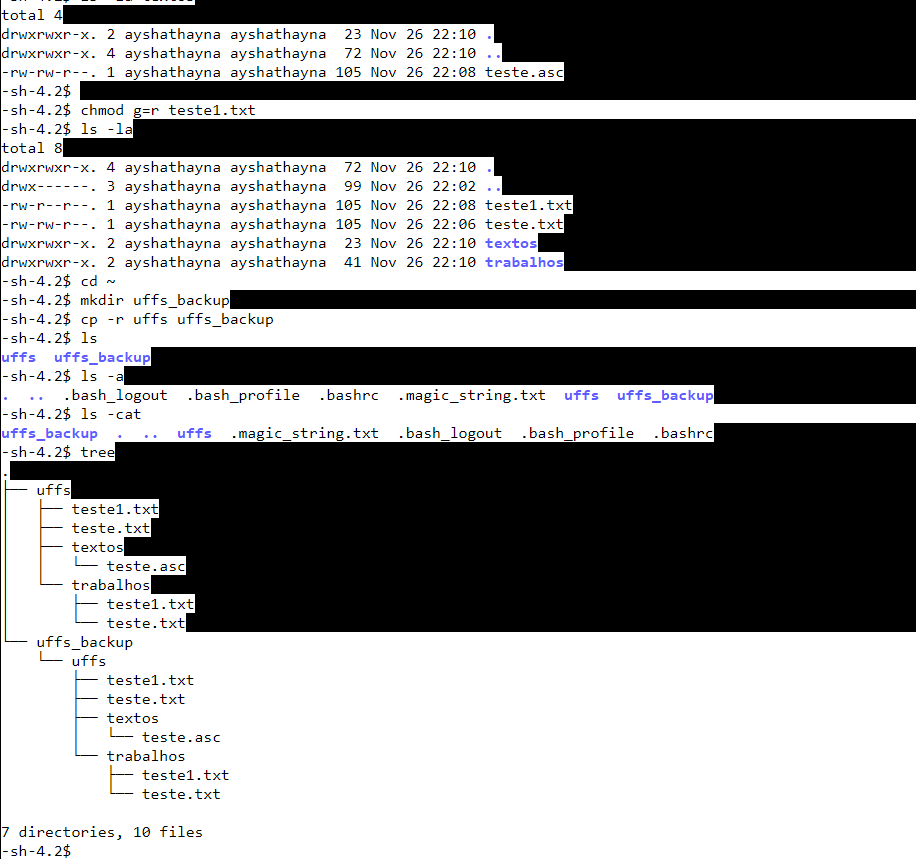 total 4
drwxrwxr-x. 2 ayshathayna ayshathayna  23 Nov 26 22:10 .
drwxrwxr-x. 4 ayshathayna ayshathayna  72 Nov 26 22:10 ..
-rw-rw-r--. 1 ayshathayna ayshathayna 105 Nov 26 22:08 teste.asc
-sh-4.2$
-sh-4.2$ chmod g=r teste1.txt
-sh-4.2$ ls -la
total 8
drwxrwxr-x. 4 ayshathayna ayshathayna  72 Nov 26 22:10 .
drwx------. 3 ayshathayna ayshathayna  99 Nov 26 22:02 ..
-rw-r--r--. 1 ayshathayna ayshathayna 105 Nov 26 22:08 teste1.txt
-rw-rw-r--. 1 ayshathayna ayshathayna 105 Nov 26 22:06 teste.txt
drwxrwxr-x. 2 ayshathayna ayshathayna  23 Nov 26 22:10 textos
drwxrwxr-x. 2 ayshathayna ayshathayna  41 Nov 26 22:10 trabalhos
-sh-4.2$ cd ~
-sh-4.2$ mkdir uffs_backup
-sh-4.2$ cp -r uffs uffs_backup
-sh-4.2$ ls
uffs  uffs_backup
-sh-4.2$ ls -a
.  ..  .bash_logout  .bash_profile  .bashrc  .magic_string.txt  uffs  uffs_backup
-sh-4.2$ ls -cat
uffs_backup  .  ..  uffs  .magic_string.txt  .bash_logout  .bash_profile  .bashrc
-sh-4.2$ tree
.
├── uffs
│   ├── teste1.txt
│   ├── teste.txt
│   ├── textos
│   │   └── teste.asc
│   └── trabalhos
│       ├── teste1.txt
│       └── teste.txt
└── uffs_backup
    └── uffs
        ├── teste1.txt
        ├── teste.txt
        ├── textos
        │   └── teste.asc
        └── trabalhos
            ├── teste1.txt
            └── teste.txt
7 directories, 10 files
-sh-4.2$